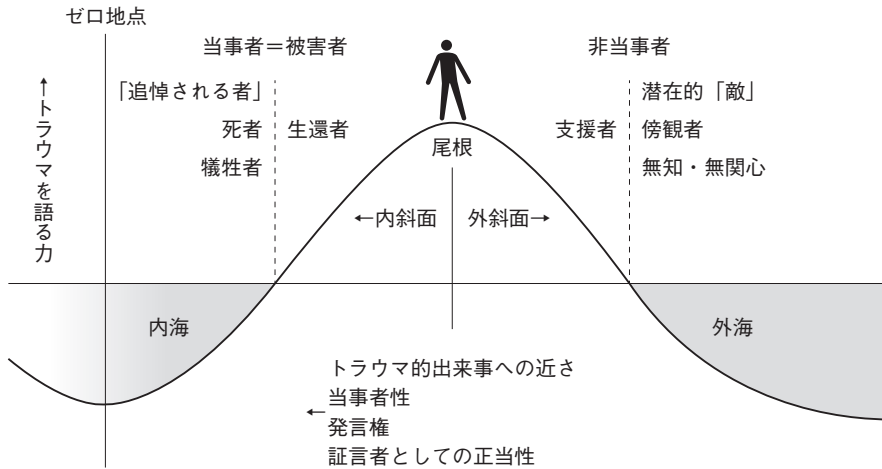 ゼロ地点
当事者＝被害者
非当事者
「追悼される者」
死者
犠牲者
生還者
支援者
潜在的「敵」
傍観者
無知・無関心
↑トラウマを語る力
尾根
←内斜面
外斜面→
内海
外海
トラウマ的出来事への近さ
当事者性
←
発言権
証言者としての正当性